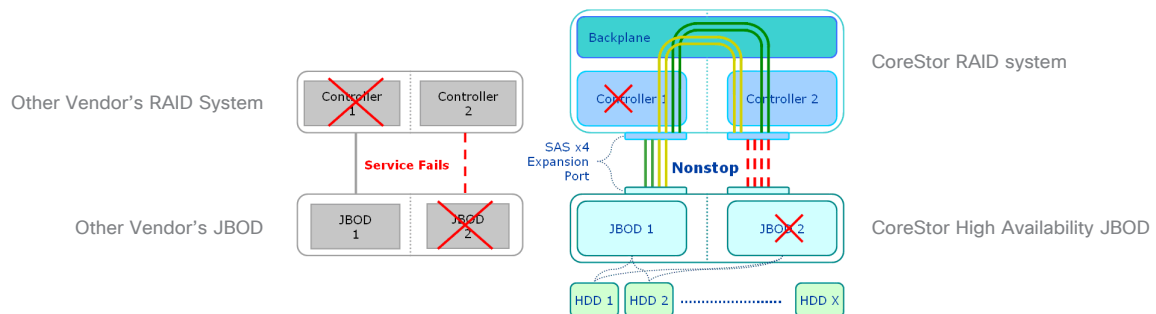 Backplane
CoreStor RAID system
Other Vendor's RAID System
Controller
1
Controller
2
Controller 1
Controller 2
SAS x4
Expansion
Port
Service Fails
Nonstop
Other Vendor's JBOD
JBOD
1
JBOD
2
JBOD 1
JBOD 2
CoreStor High Availability JBOD
HDD 1
HDD 2
HDD X